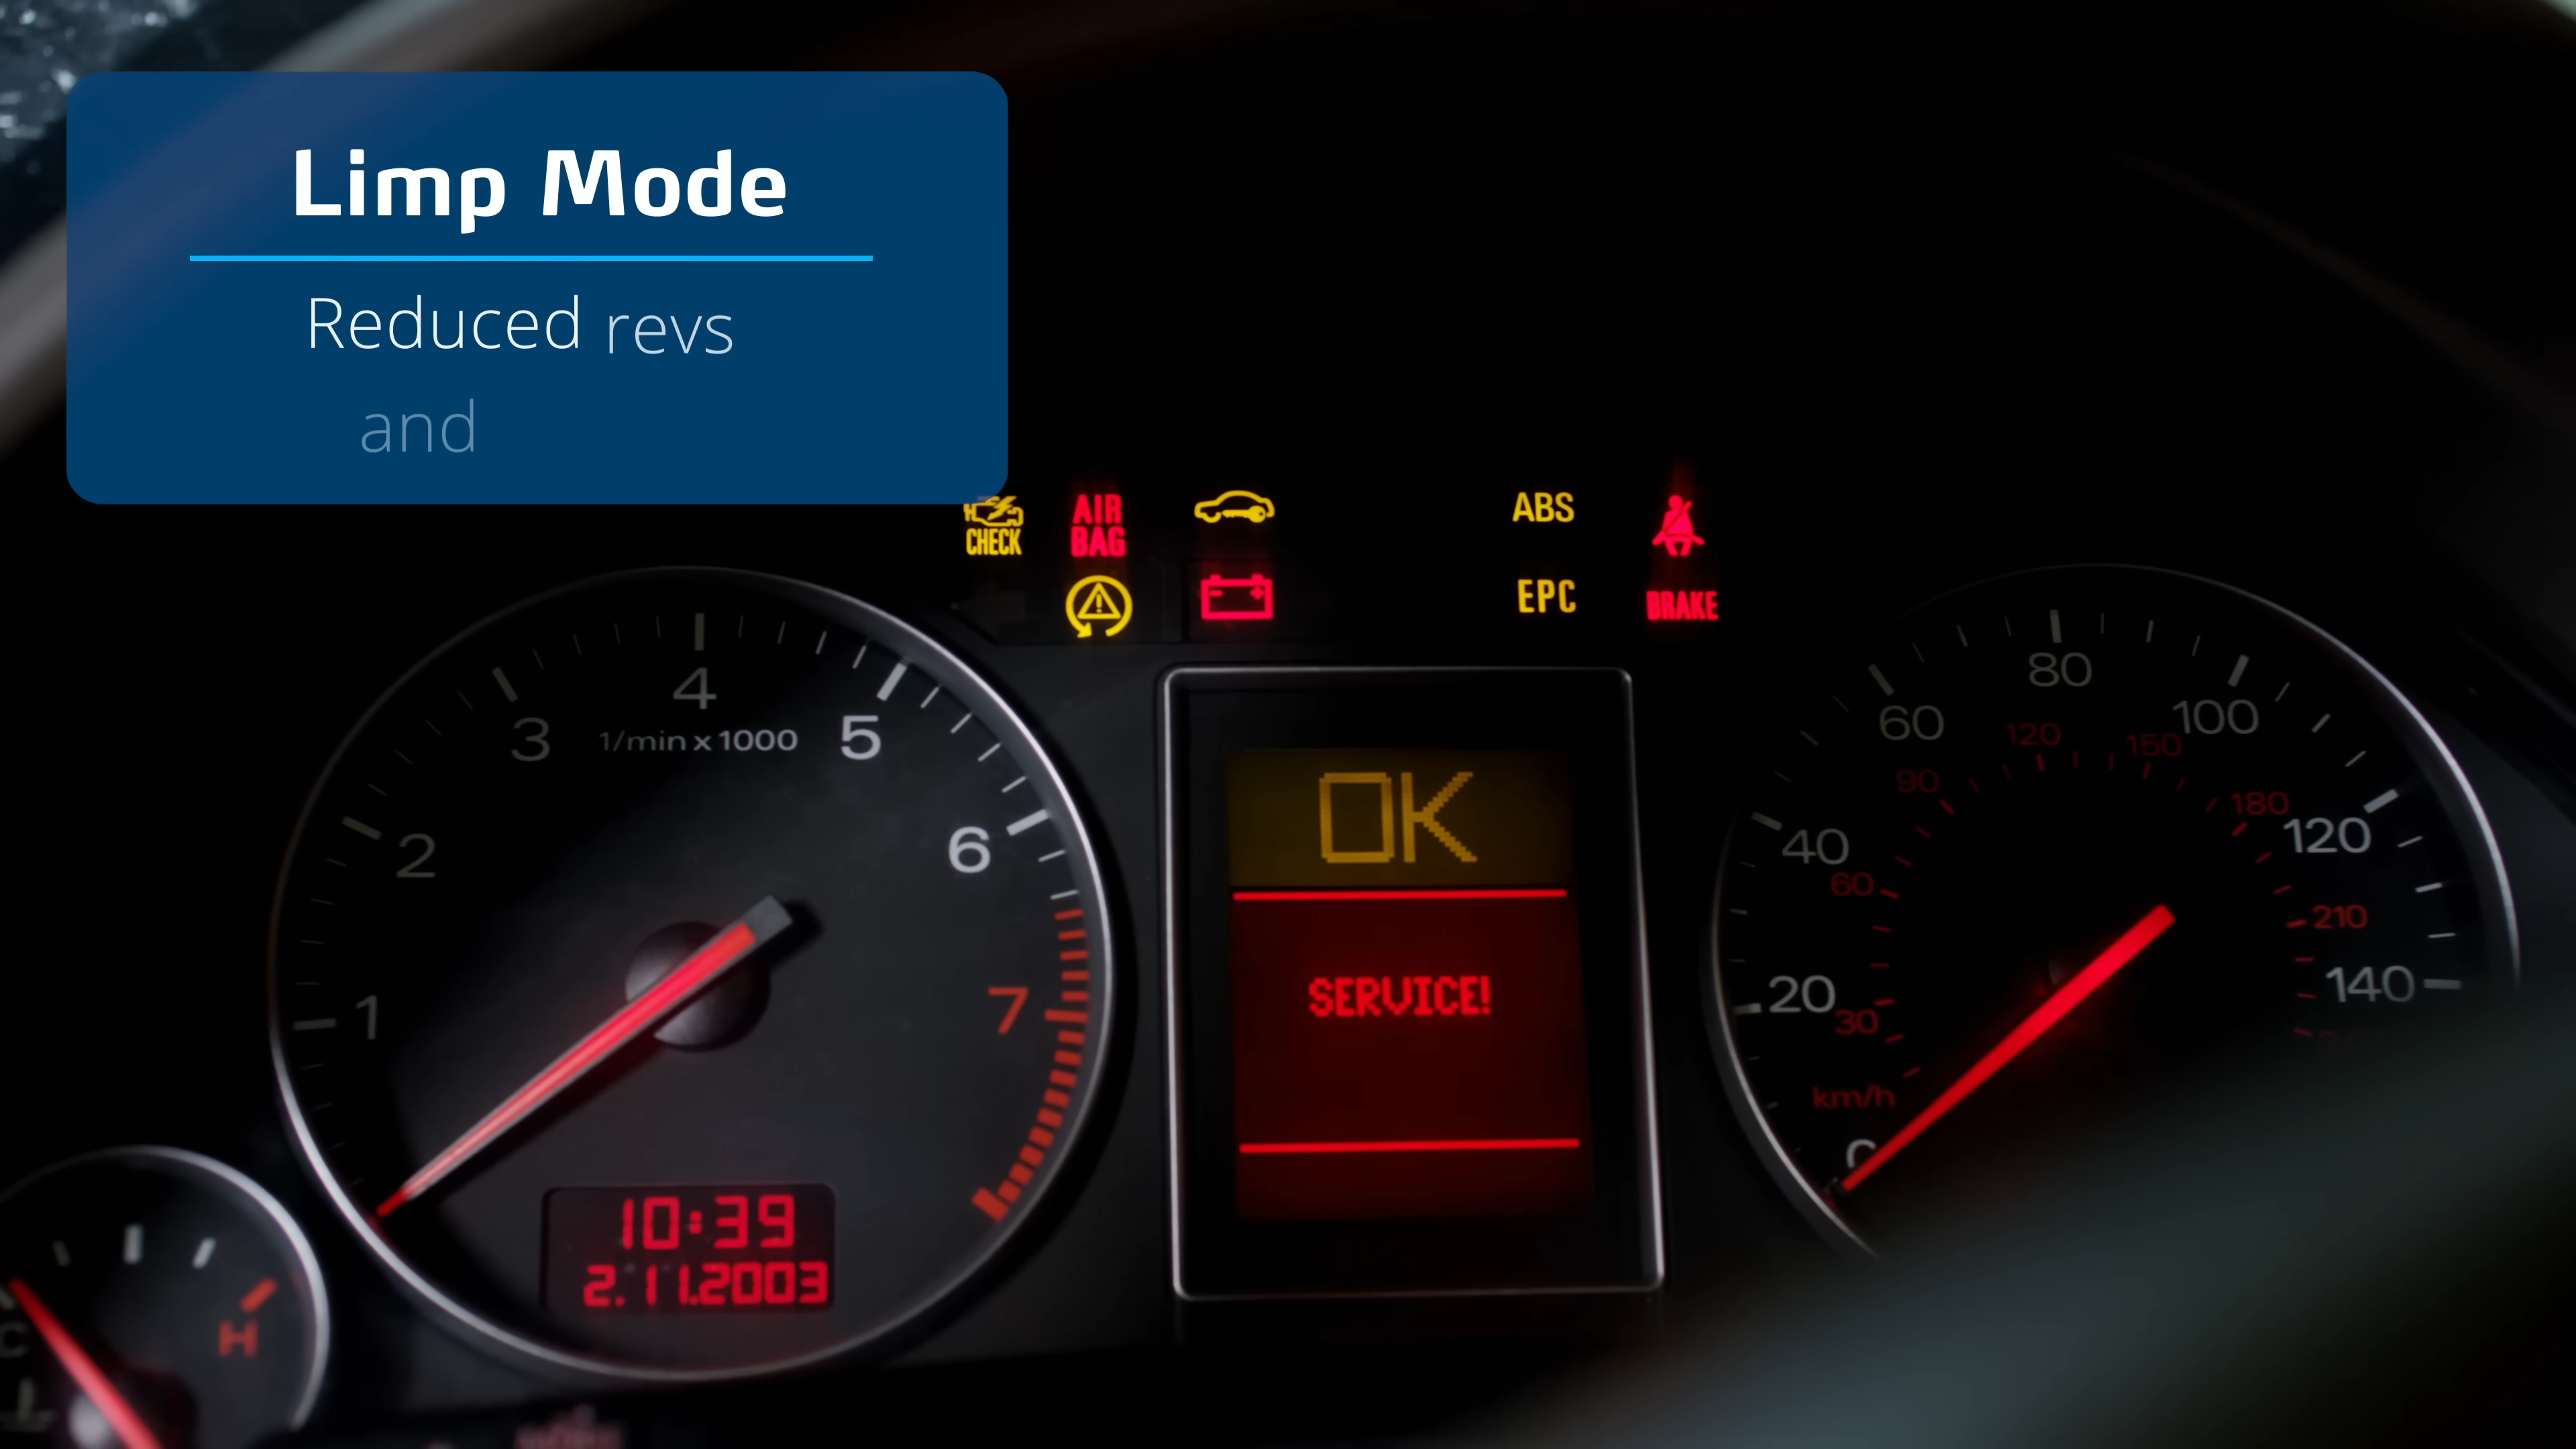 Limp Mode
Reduced revs
and
CHECK
AIR
BAG
ABS
EPC
BRAKE
1
2
3
4
5
6
7
1/min x 1000
10:39
2.11.2003
C
H
OK
SERVICE!
20
40
60
80
100
120
140
30
60
90
120
150
180
210
km/h